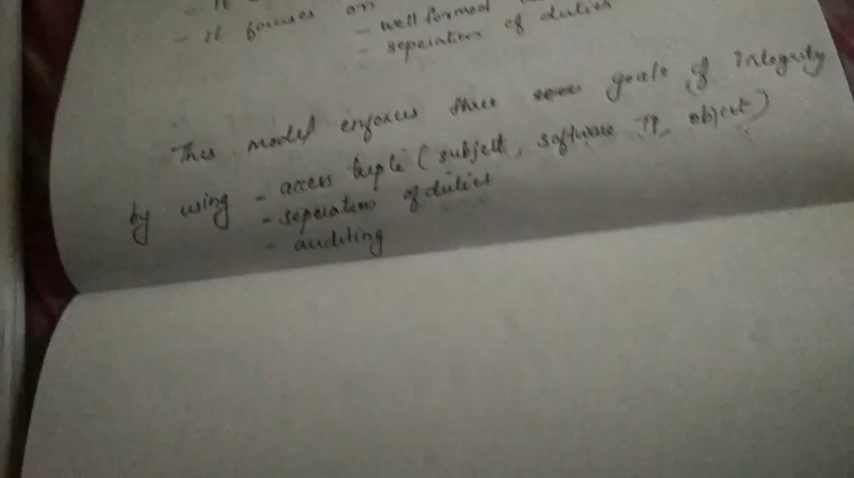 - It
- It focuses on
- well formed
- seperation of duties
This model enforces three goals of integrity
by using - access triple (subject, software TP, object)
- seperation of duties
- auditing